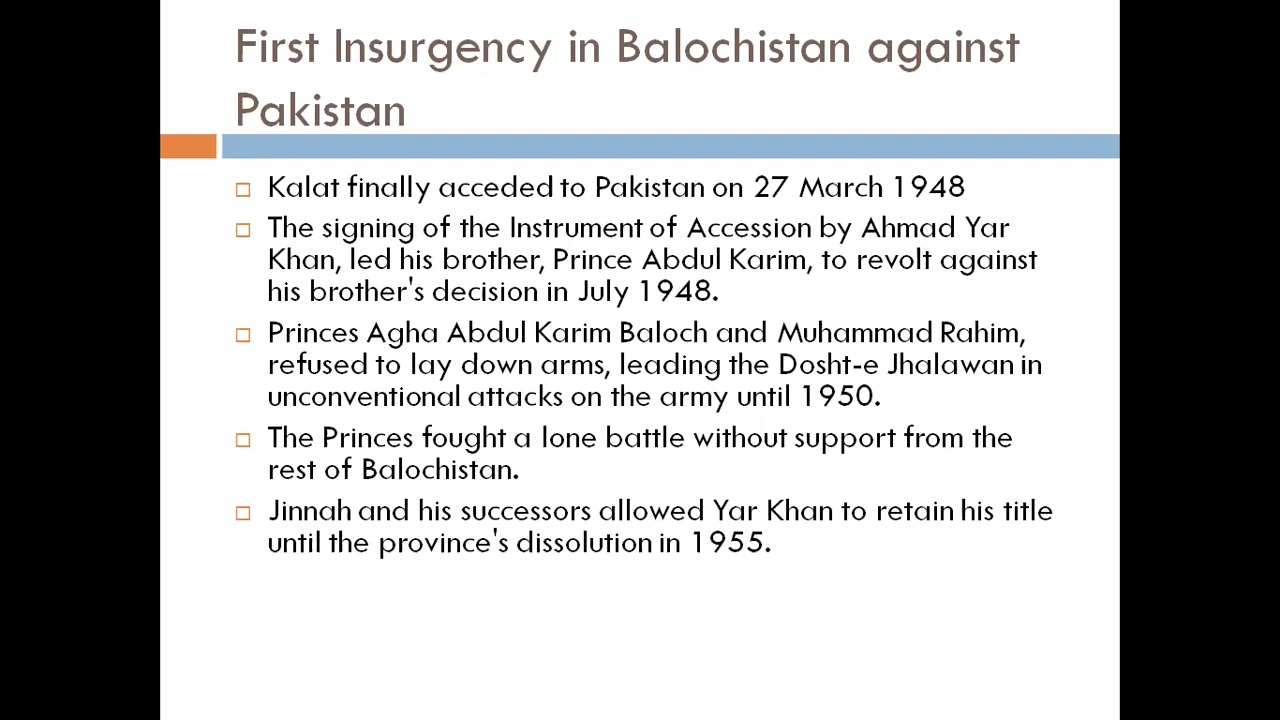 First Insurgency in Balochistan against
Pakistan
Kalat finally acceded to Pakistan on 27 March 1948
The signing of the Instrument of Accession by Ahmad Yar
Khan, led his brother, Prince Abdul Karim, to revolt against
his brother's decision in July 1948.
Princes Agha Abdul Karim Baloch and Muhammad Rahim,
refused to lay down arms, leading the Dosht-e Jhalawan in
unconventional attacks on the army until 1950.
The Princes fought a lone battle without support from the
rest of Balochistan.
Jinnah and his successors allowed Yar Khan to retain his title
until the province's dissolution in 1955.